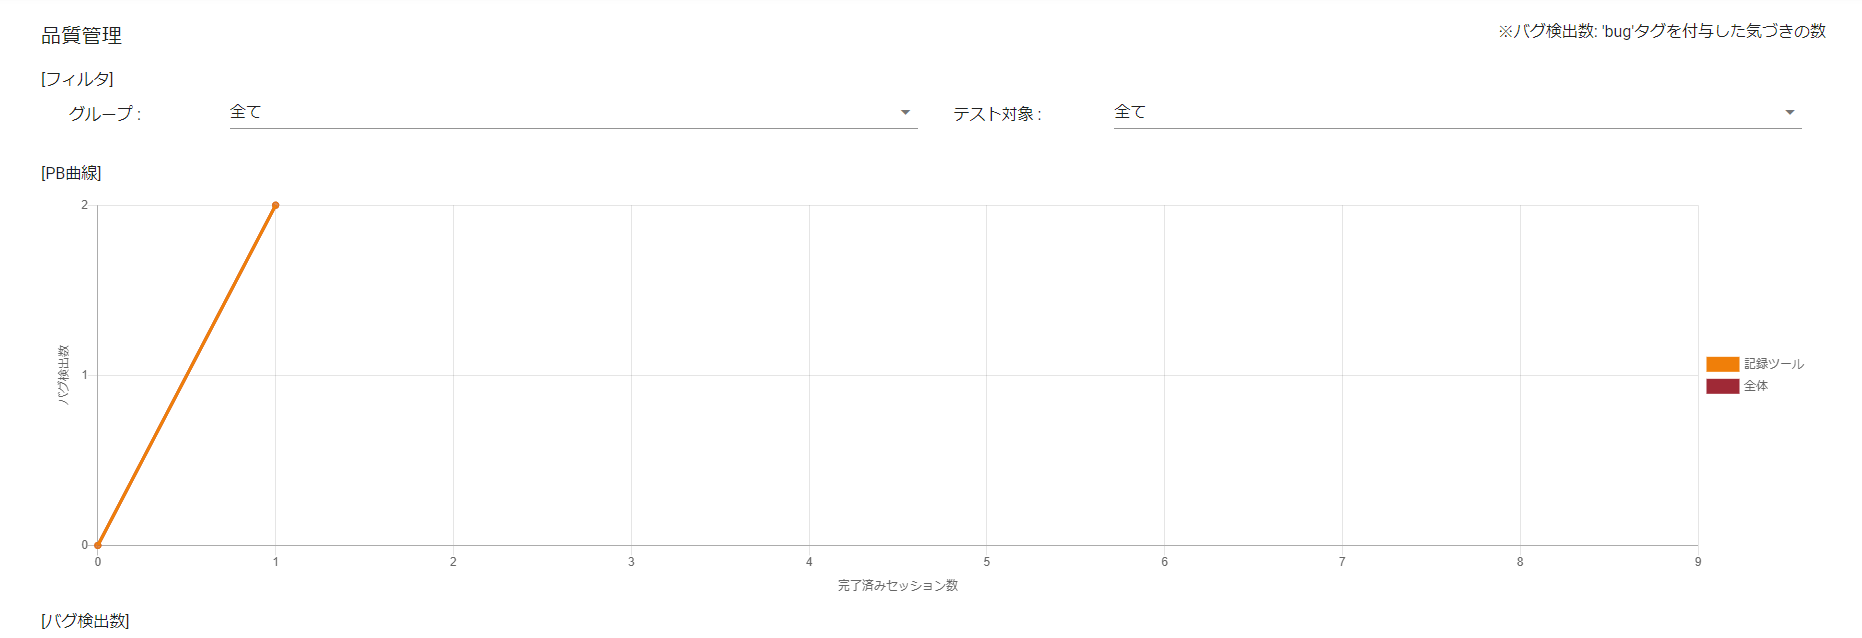 品質管理
※バグ検出数: 'bug'タグを付与した気づきの数
[フィルタ]
グループ : 全て テスト対象 : 全て
[PB曲線]
2
1
0
バグ検出数
0 1 2 3 4 5 6 7 8 9
完了済みセッション数
記録ツール
全体
[バグ検出数]